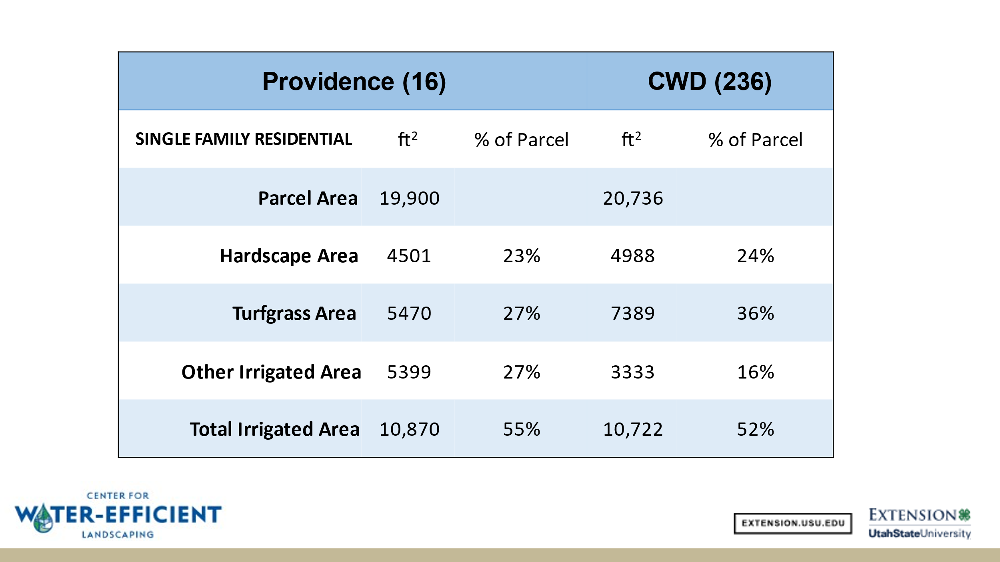 Providence (16) CWD (236)
SINGLE FAMILY RESIDENTIAL ft² % of Parcel ft² % of Parcel
Parcel Area 19,900 20,736
Hardscape Area 4501 23% 4988 24%
Turfgrass Area 5470 27% 7389 36%
Other Irrigated Area 5399 27% 3333 16%
Total Irrigated Area 10,870 55% 10,722 52%
CENTER FOR
WATER-EFFICIENT
LANDSCAPING
EXTENSION.USU.EDU
EXTENSION
UtahStateUniversity